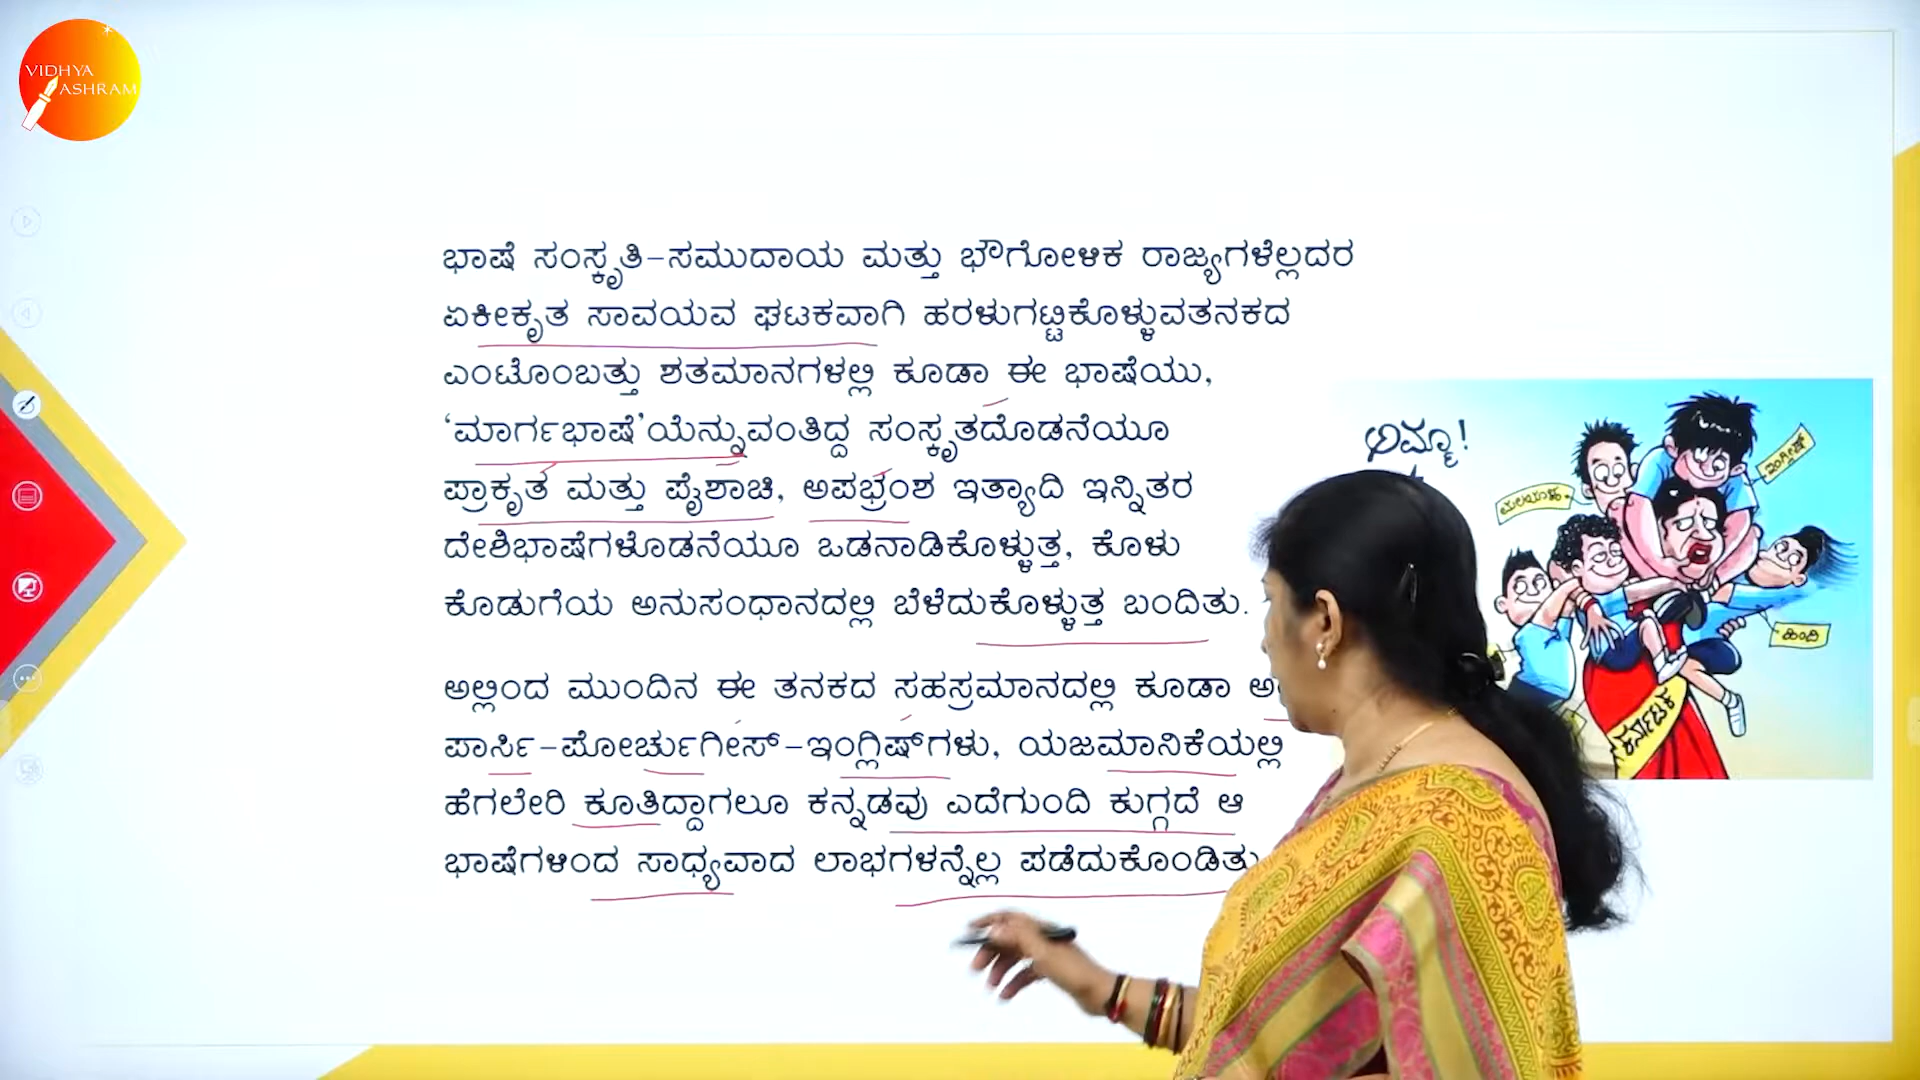 VIDHYA
ASHRAM
ಭಾಷೆ ಸಂಸ್ಕೃತಿ–ಸಮುದಾಯ ಮತ್ತು ಭೌಗೋಳಿಕ ರಾಜ್ಯಗಳೆಲ್ಲದರ
ಏಕೀಕೃತ ಸಾವಯವ ಘಟಕವಾಗಿ ಹರಳುಗಟ್ಟಿಕೊಳ್ಳುವತನಕದ
ಎಂಟೊಂಬತ್ತು ಶತಮಾನಗಳಲ್ಲಿ ಕೂಡಾ ಈ ಭಾಷೆಯು,
‘ಮಾರ್ಗಭಾಷೆ’ಯೆನ್ನುವಂತಿದ್ದ ಸಂಸ್ಕೃತದೊಡನೆಯೂ
ಪ್ರಾಕೃತ ಮತ್ತು ಪೈಶಾಚಿ, ಅಪಭ್ರಂಶ ಇತ್ಯಾದಿ ಇನ್ನಿತರ
ದೇಶಿಭಾಷೆಗಳೊಡನೆಯೂ ಒಡನಾಡಿಕೊಳ್ಳುತ್ತ, ಕೊಳು
ಕೊಡುಗೆಯ ಅನುಸಂಧಾನದಲ್ಲಿ ಬೆಳೆದುಕೊಳ್ಳುತ್ತ ಬಂದಿತು.
ಅಲ್ಲಿಂದ ಮುಂದಿನ ಈ ತನಕದ ಸಹಸ್ರಮಾನದಲ್ಲಿ ಕೂಡಾ
ಪಾರ್ಸಿ–ಪೋರ್ಚುಗೀಸ್–ಇಂಗ್ಲಿಷ್‌ಗಳು, ಯಜಮಾನಿಕೆಯಲ್ಲಿ
ಹೆಗಲೇರಿ ಕೂತಿದ್ದಾಗಲೂ ಕನ್ನಡವು ಎದೆಗುಂದಿ ಕುಗ್ಗದೆ ಆ
ಭಾಷೆಗಳಿಂದ ಸಾಧ್ಯವಾದ ಲಾಭಗಳನ್ನೆಲ್ಲ ಪಡೆದುಕೊಂಡಿತು
ಅಮ್ಮಾ!
ಇಂಗ್ಲೀಷ್
ಮಲಯಾಳಂ
ಹಿಂದಿ
ಕರ್ನಾಟಕ